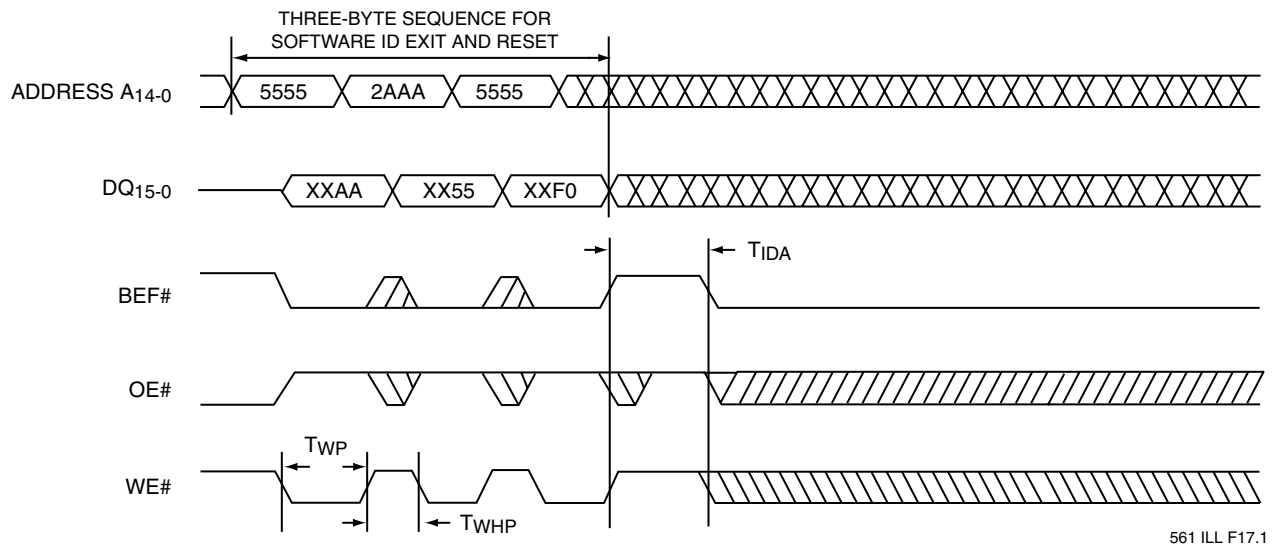 THREE-BYTE SEQUENCE FOR
SOFTWARE ID EXIT AND RESET
ADDRESS A14-0
5555 2AAA 5555
DQ15-0
XXAA XX55 XXF0
TIDA
BEF#
OE#
TWP
WE#
TWHP
561 ILL F17.1